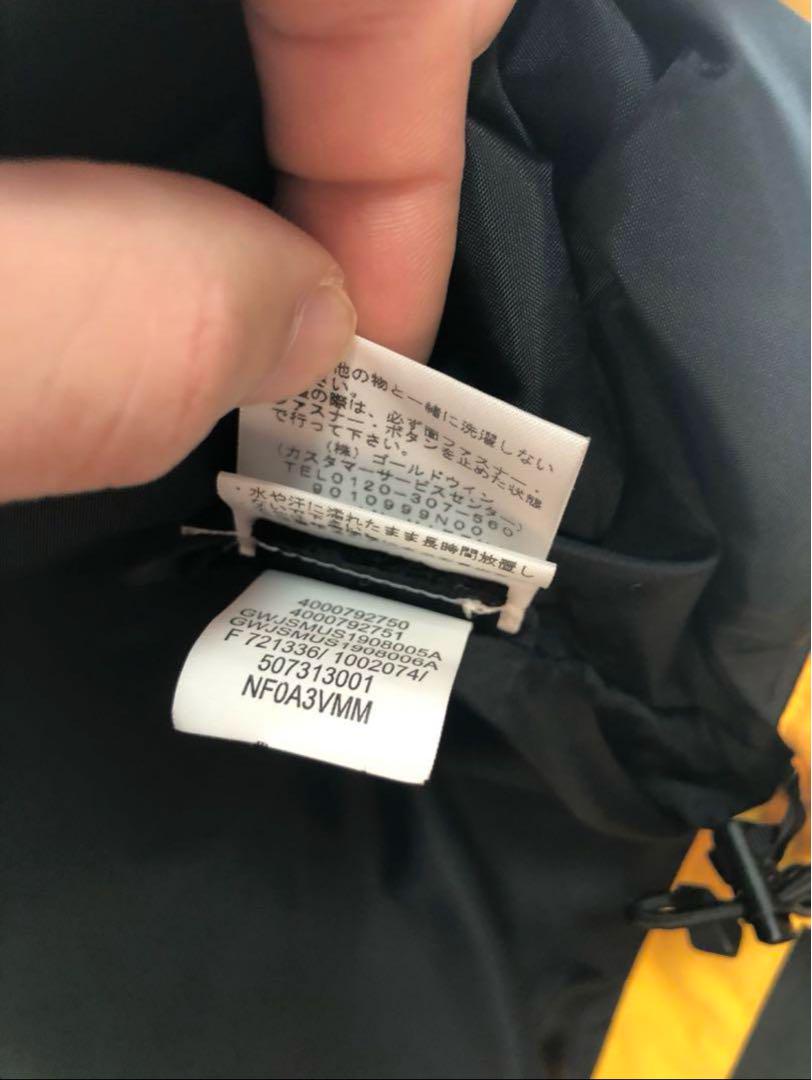 他の物と一緒に洗濯しない
さい。
の際は、必ず面ファスナー・
ファスナー・ボタンを止めた状態
で行って下さい。
(株) ゴールドウィン
(カスタマーサービスセンター)
TEL0120-307-560
9010999N00
・水や汗に濡れたまま長時間放置し
4000792750
4000792751
GWJSMUS1908005A
GWJSMUS1908006A
F 721336/ 1002074/
507313001
NF0A3VMM